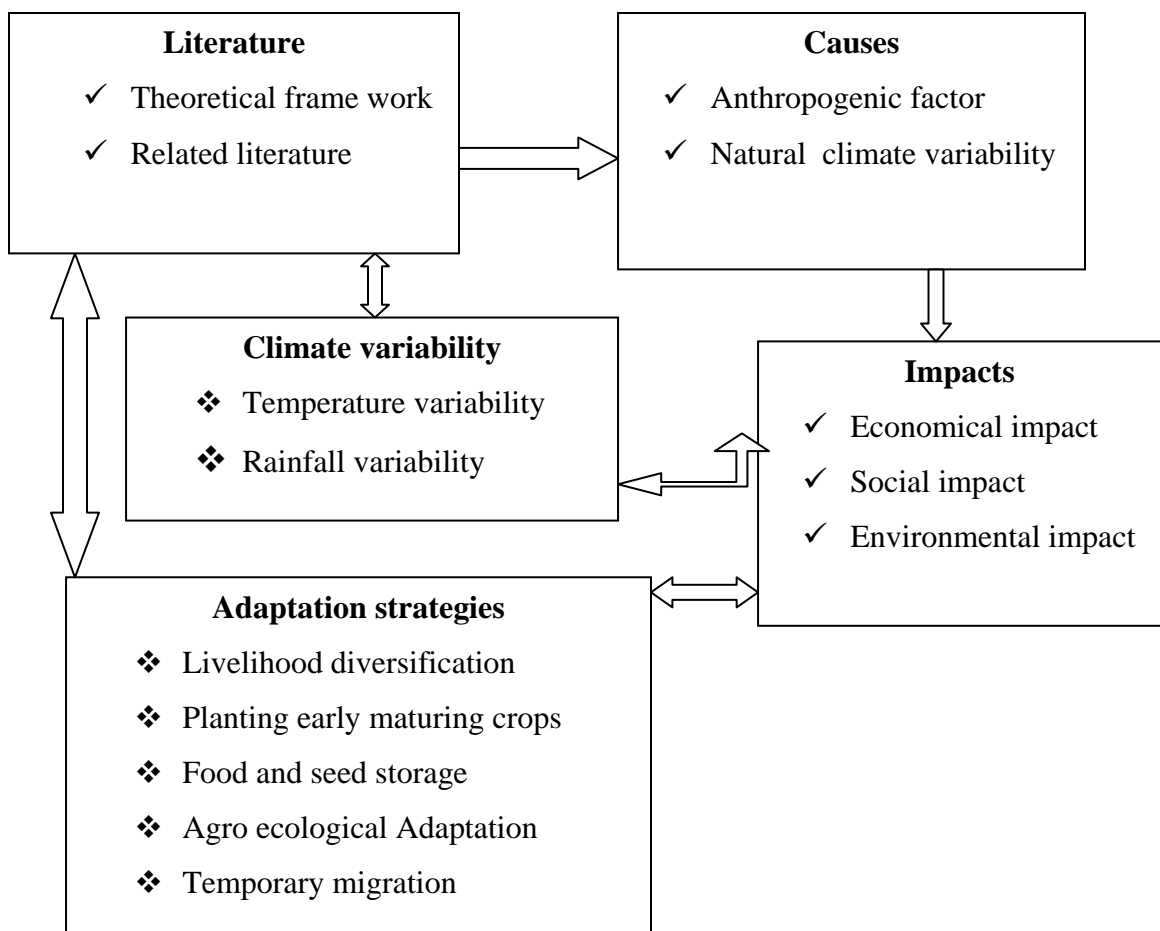 Literature
✓ Theoretical frame work
✓ Related literature
Causes
✓ Anthropogenic factor
✓ Natural climate variability
Climate variability
❖ Temperature variability
❖ Rainfall variability
Impacts
✓ Economical impact
✓ Social impact
✓ Environmental impact
Adaptation strategies
❖ Livelihood diversification
❖ Planting early maturing crops
❖ Food and seed storage
❖ Agro ecological Adaptation
❖ Temporary migration